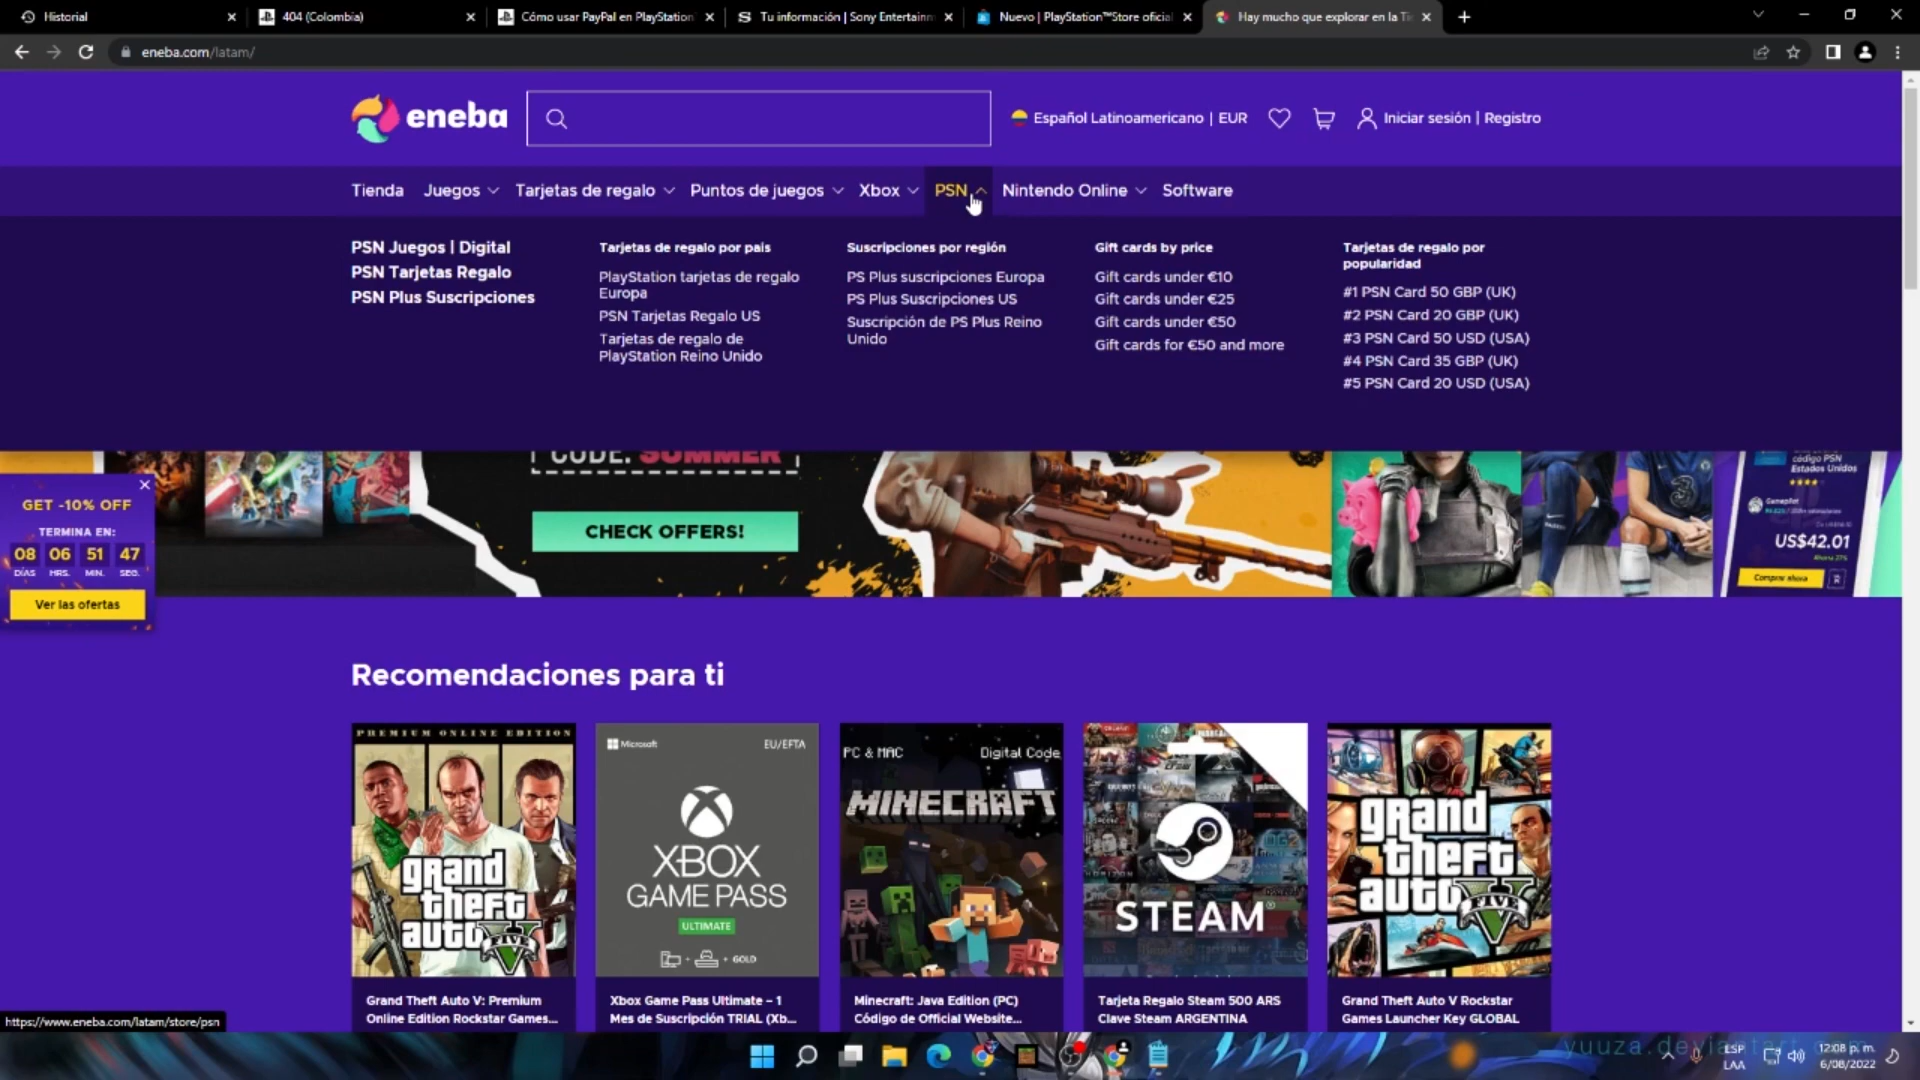 Historial
404 (Colombia)
Cómo usar PayPal en PlayStation
Tu información | Sony Entertainm
Nuevo | PlayStation™Store oficial
Hay mucho que explorar en la Ti
eneba.com/latam/
eneba
Español Latinoamericano | EUR
Iniciar sesión | Registro
Tienda
Juegos
Tarjetas de regalo
Puntos de juegos
Xbox
PSN
Nintendo Online
Software
PSN Juegos | Digital
PSN Tarjetas Regalo
PSN Plus Suscripciones
Tarjetas de regalo por país
PlayStation tarjetas de regalo
Europa
PSN Tarjetas Regalo US
Tarjetas de regalo de
PlayStation Reino Unido
Suscripciones por región
PS Plus suscripciones Europa
PS Plus Suscripciones US
Suscripción de PS Plus Reino
Unido
Gift cards by price
Gift cards under €10
Gift cards under €25
Gift cards under €50
Gift cards for €50 and more
Tarjetas de regalo por
popularidad
#1 PSN Card 50 GBP (UK)
#2 PSN Card 20 GBP (UK)
#3 PSN Card 50 USD (USA)
#4 PSN Card 35 GBP (UK)
#5 PSN Card 20 USD (USA)
CODE: SUMMER
CHECK OFFERS!
código PSN
Estados Unidos
US$42.01
Comprar ahora
GET -10% OFF
TERMINA EN:
08 06 51 47
DÍAS HRS. MIN. SEG.
Ver las ofertas
Recomendaciones para ti
PREMIUM ONLINE EDITION
grand
theft
auto
FIVE
Grand Theft Auto V: Premium
Online Edition Rockstar Games...
Microsoft
EU/EFTA
XBOX
GAME PASS
ULTIMATE
+ + GOLD
Xbox Game Pass Ultimate – 1
Mes de Suscripción TRIAL (Xb...
PC & MAC
Digital Code
MINECRAFT
Minecraft: Java Edition (PC)
Código de Official Website...
STEAM
Tarjeta Regalo Steam 500 ARS
Clave Steam ARGENTINA
grand
theft
auto
FIVE
Grand Theft Auto V Rockstar
Games Launcher Key GLOBAL
https://www.eneba.com/latam/store/psn
ESP
LAA
12:08 p. m.
6/08/2022